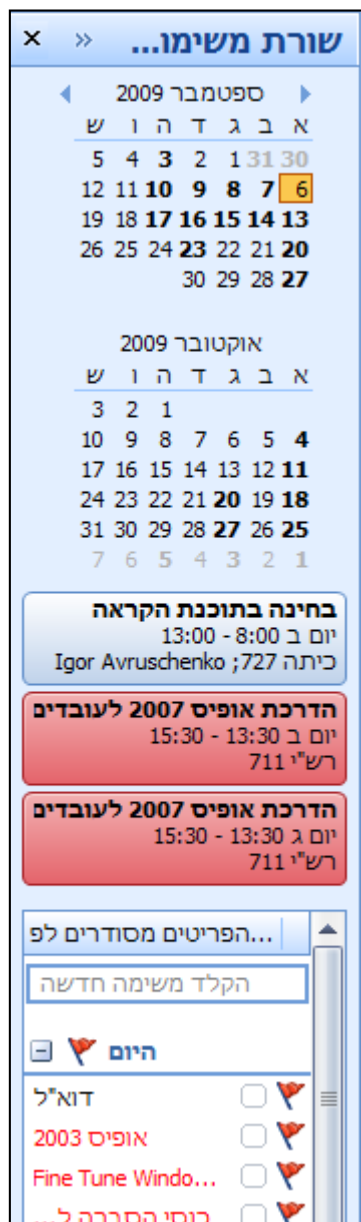 שורת משימו...
ספטמבר 2009
א ב ג ד ה ו ש
30 31 1 2 3 4 5
6 7 8 9 10 11 12
13 14 15 16 17 18 19
20 21 22 23 24 25 26
27 28 29 30
אוקטובר 2009
א ב ג ד ה ו ש
1 2 3
4 5 6 7 8 9 10
11 12 13 14 15 16 17
18 19 20 21 22 23 24
25 26 27 28 29 30 31
1 2 3 4 5 6 7
בחינה בתוכנת הקראה
יום ב 8:00 - 13:00
כיתה 727; Igor Avruschenko
הדרכת אופיס 2007 לעובדים
יום ב 13:30 - 15:30
רש"י 711
הדרכת אופיס 2007 לעובדים
יום ג 13:30 - 15:30
רש"י 711
הפריטים מסודרים לפ...
הקלד משימה חדשה
היום
דוא"ל
אופיס 2003
Fine Tune Windo...